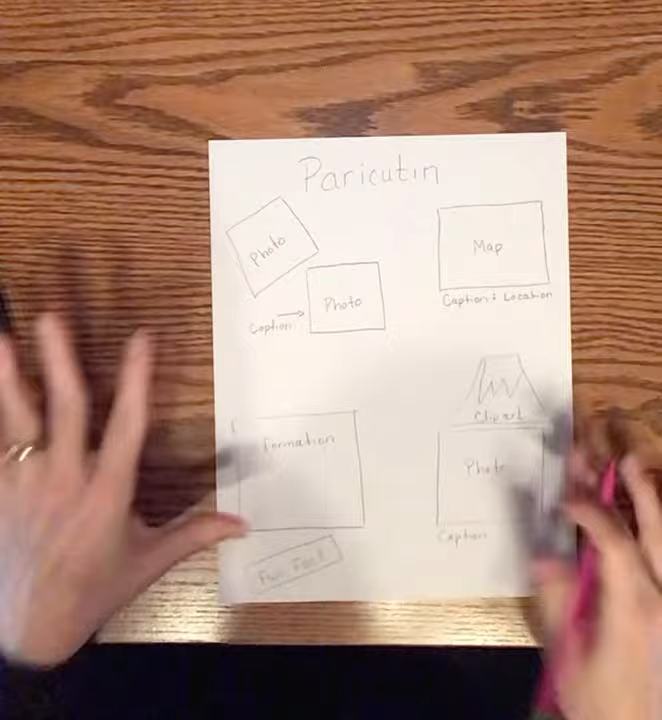 Paricutin
Photo
Map
Photo
Caption
Caption & Location
Clipart
formation
Photo
Caption
Fun Fact